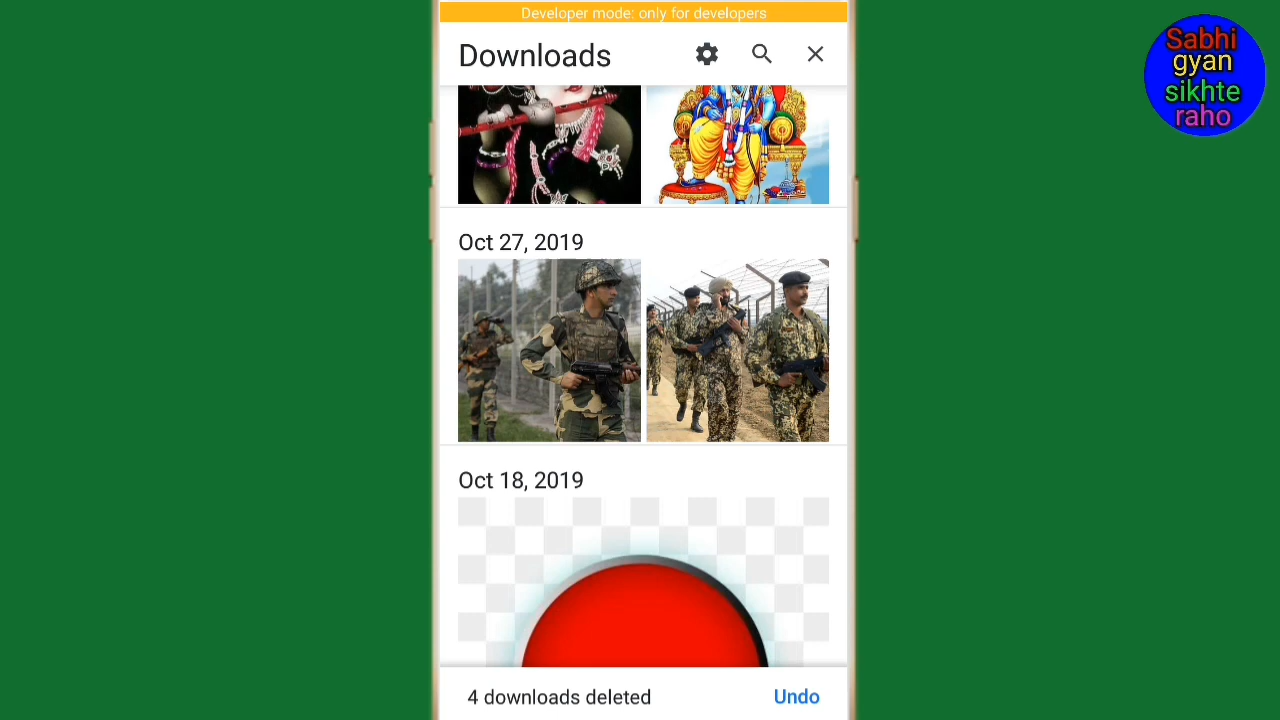 Developer mode: only for developers
Downloads
Sabhi
gyan
sikhte
raho
Oct 27, 2019
Oct 18, 2019
4 downloads deleted
Undo